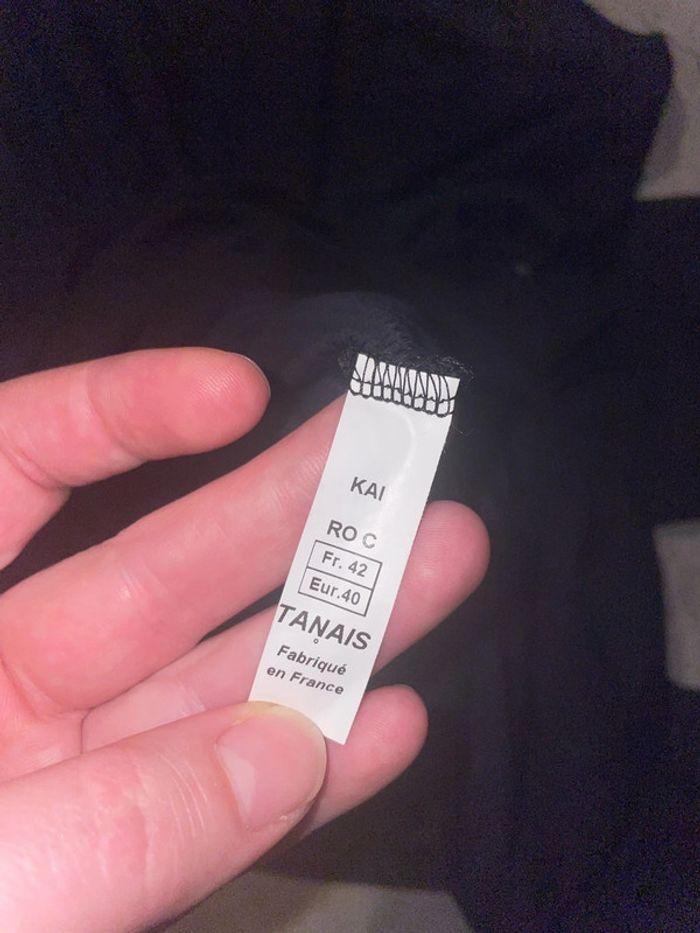 KAI
RO C
Fr. 42
Eur.40
TANAIS
Fabriqué
en France